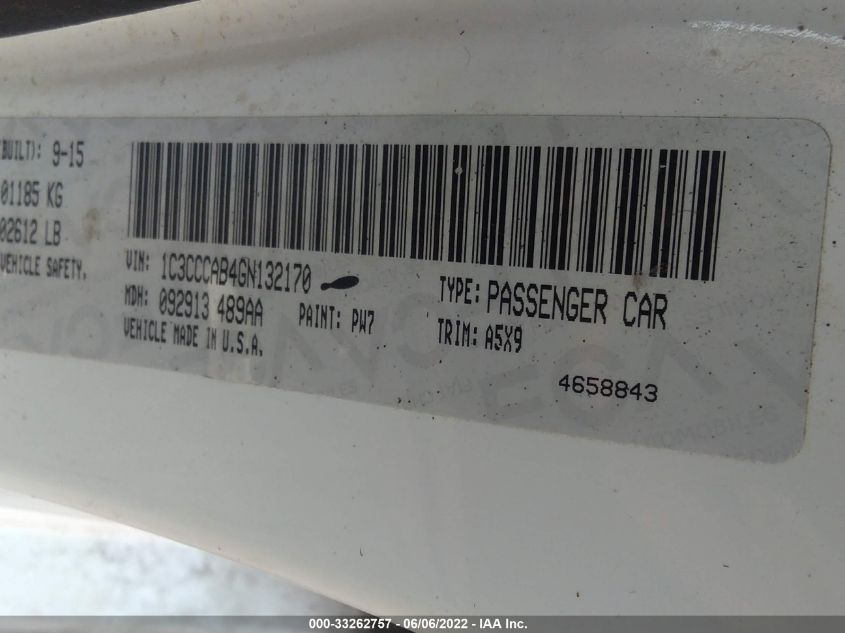 (BUILT): 9-15
01185 KG
02612 LB
VEHICLE SAFETY.
VIN: 1C3CCCAB4GN132170
MDH: 092913 489AA
PAINT: PW7
VEHICLE MADE IN U.S.A.
TYPE: PASSENGER CAR
TRIM: A5X9
4658843
000-33262757 - 06/06/2022 - IAA Inc.